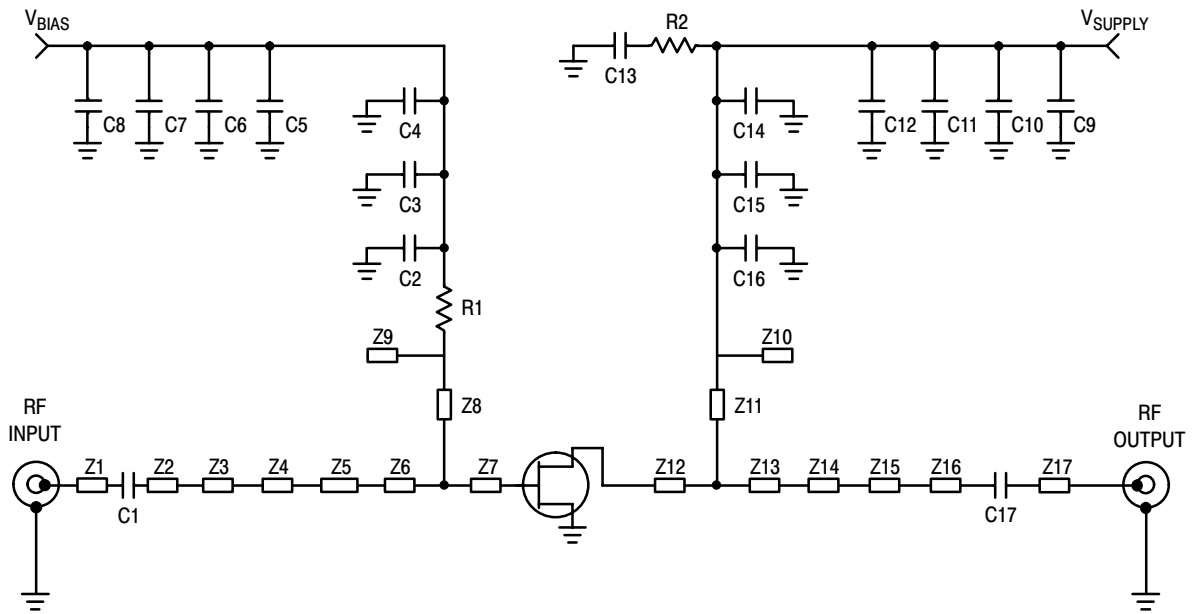 VBIAS
R2
VSUPPLY
C13
C8
C7
C6
C5
C4
C14
C12
C11
C10
C9
C3
C15
C2
C16
R1
Z9
Z10
Z8
Z11
RF
INPUT
RF
OUTPUT
Z1
Z2
Z3
Z4
Z5
Z6
Z7
Z12
Z13
Z14
Z15
Z16
Z17
C1
C17